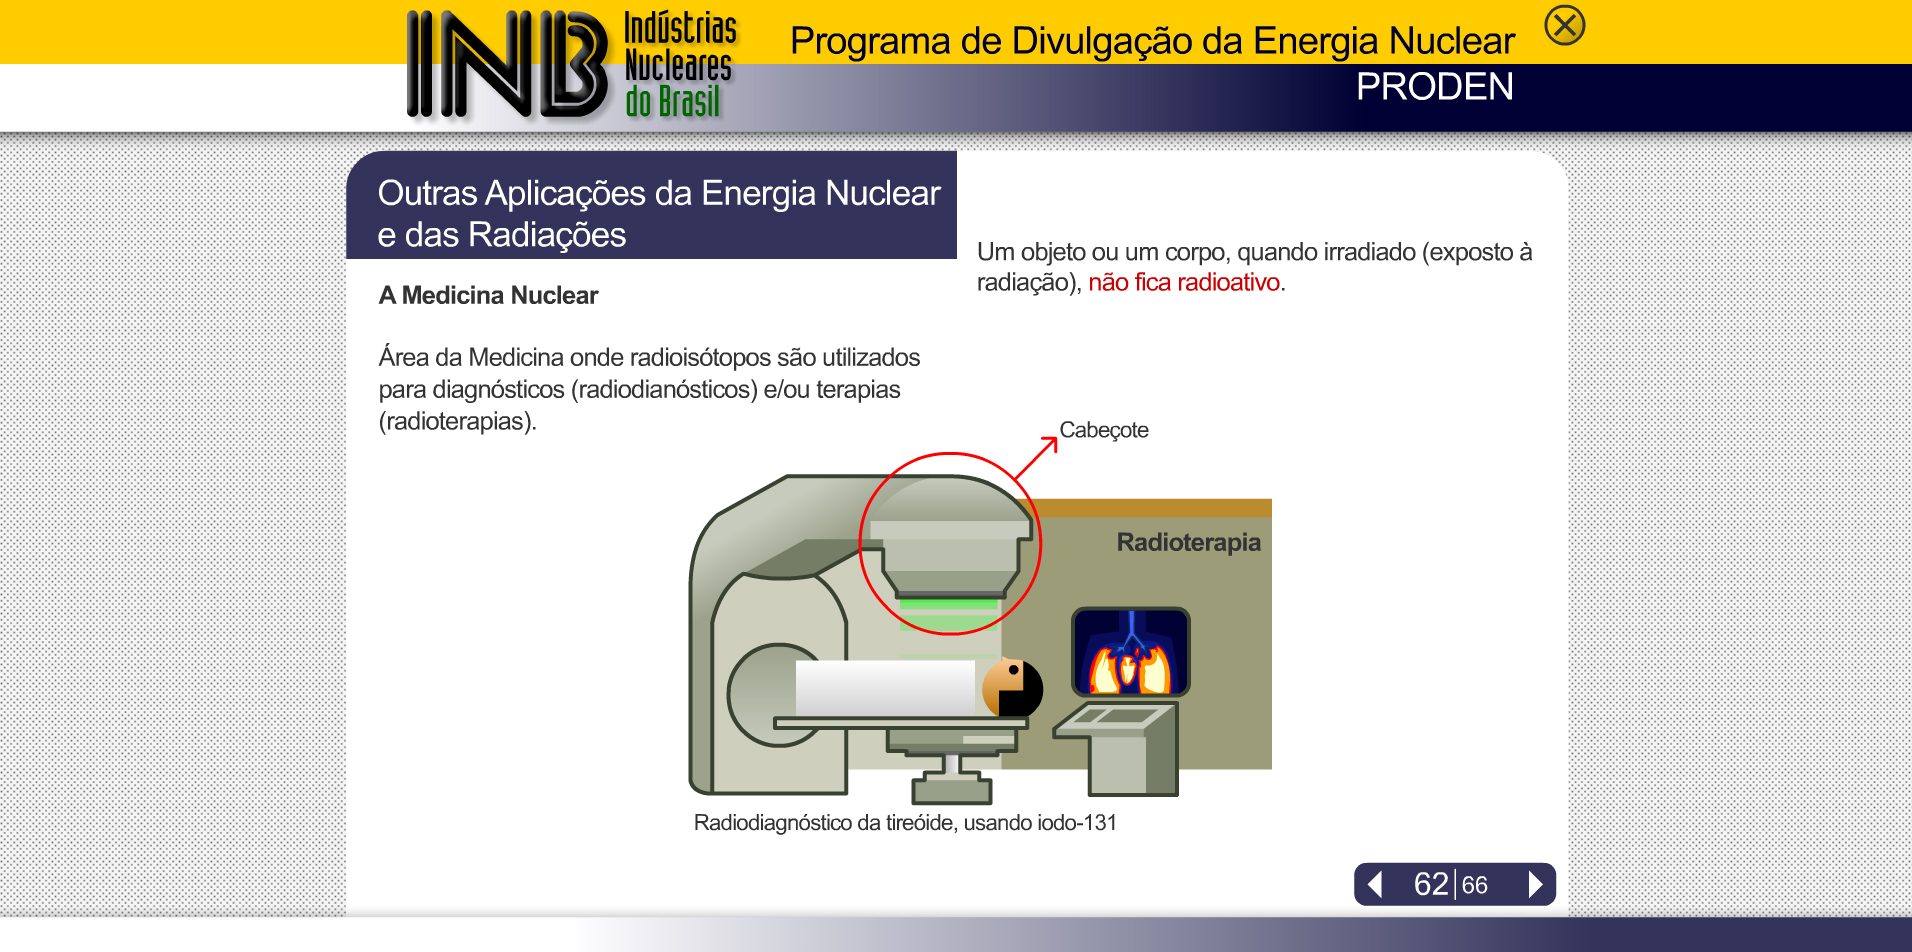 INB Indústrias
Nucleares
do Brasil
Programa de Divulgação da Energia Nuclear
PRODEN
Outras Aplicações da Energia Nuclear
e das Radiações
A Medicina Nuclear
Área da Medicina onde radioisótopos são utilizados
para diagnósticos (radiodianósticos) e/ou terapias
(radioterapias).
Um objeto ou um corpo, quando irradiado (exposto à
radiação), não fica radioativo.
Cabeçote
Radioterapia
Radiodiagnóstico da tireóide, usando iodo-131
62 66